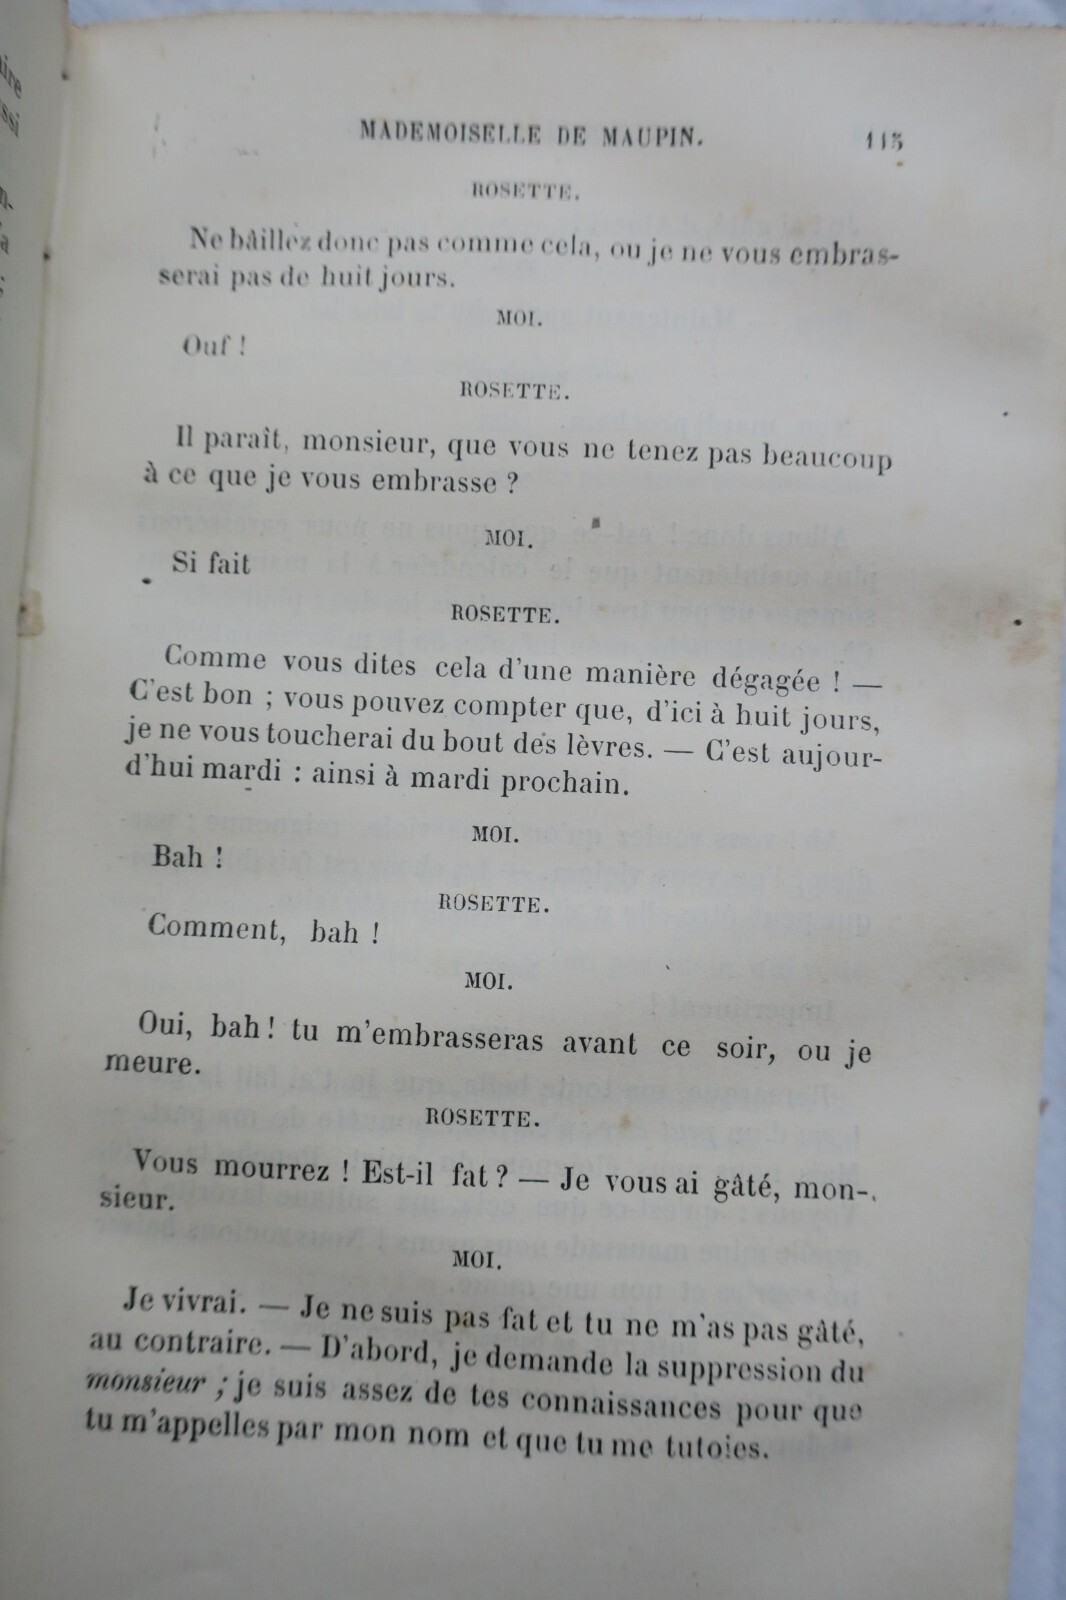 MADEMOISELLE DE MAUPIN. 115
ROSETTE.
Ne bâillez donc pas comme cela, ou je ne vous embras-
serai pas de huit jours.
MOI.
Ouf !
ROSETTE.
Il paraît, monsieur, que vous ne tenez pas beaucoup
à ce que je vous embrasse ?
MOI.
Si fait
ROSETTE.
Comme vous dites cela d'une manière dégagée ! —
C'est bon ; vous pouvez compter que, d'ici à huit jours,
je ne vous toucherai du bout des lèvres. — C'est aujour-
d'hui mardi : ainsi à mardi prochain.
MOI.
Bah !
ROSETTE.
Comment, bah !
MOI.
Oui, bah! tu m'embrasseras avant ce soir, ou je
meure.
ROSETTE.
Vous mourrez ! Est-il fat ? — Je vous ai gâté, mon-
sieur.
MOI.
Je vivrai. — Je ne suis pas fat et tu ne m'as pas gâté,
au contraire. — D'abord, je demande la suppression du
monsieur ; je suis assez de tes connaissances pour que
tu m'appelles par mon nom et que tu me tutoies.